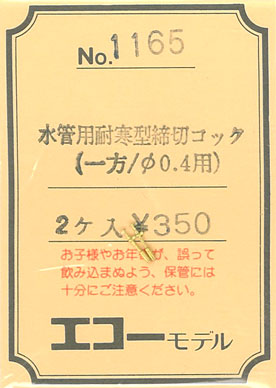 No.1165
水管用耐寒型締切コック
(一方/φ0.4用)
2ケ入 ¥350
お子様やお年よりが、誤って
飲み込まぬよう、保管には
十分にご注意ください。
エコーモデル